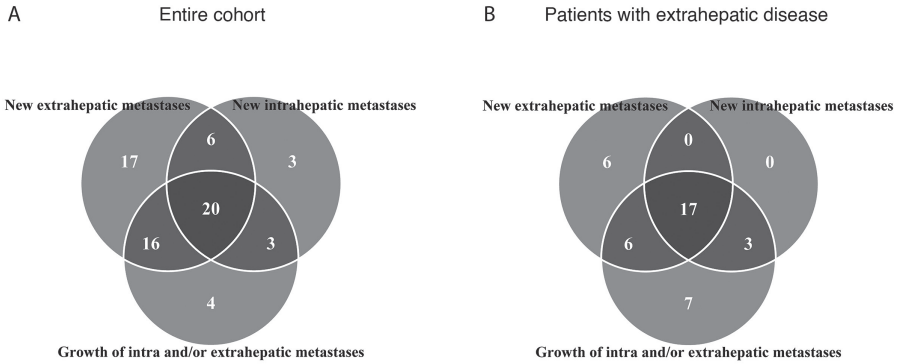 A
Entire cohort
B
Patients with extrahepatic disease
New extrahepatic metastases
New intrahepatic metastases
6
17
3
20
16
3
4
Growth of intra and/or extrahepatic metastases
New extrahepatic metastases
New intrahepatic metastases
0
6
0
17
6
3
7
Growth of intra and/or extrahepatic metastases